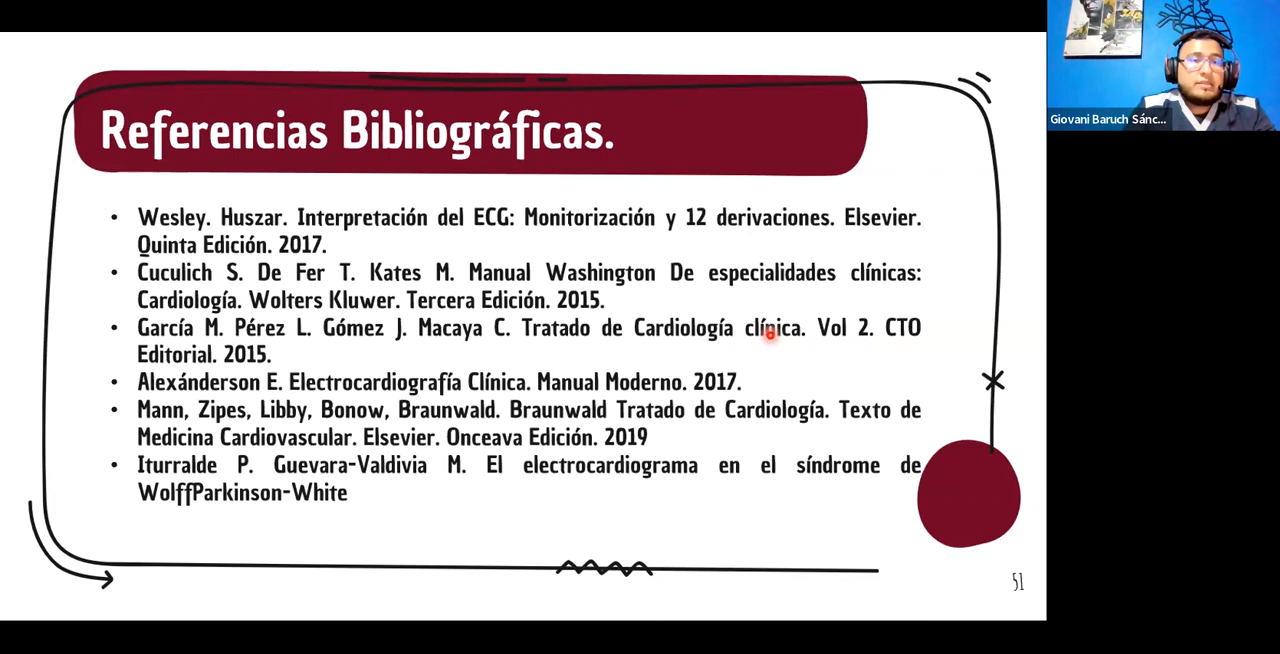 Referencias Bibliográficas.
• Wesley. Huszar. Interpretación del ECG: Monitorización y 12 derivaciones. Elsevier.
Quinta Edición. 2017.
• Cuculich S. De Fer T. Kates M. Manual Washington De especialidades clínicas:
Cardiología. Wolters Kluwer. Tercera Edición. 2015.
• García M. Pérez L. Gómez J. Macaya C. Tratado de Cardiología clínica. Vol 2. CTO
Editorial. 2015.
• Alexánderson E. Electrocardiografía Clínica. Manual Moderno. 2017.
• Mann, Zipes, Libby, Bonow, Braunwald. Braunwald Tratado de Cardiología. Texto de
Medicina Cardiovascular. Elsevier. Onceava Edición. 2019
• Iturralde P. Guevara-Valdivia M. El electrocardiograma en el síndrome de
WolffParkinson-White
51
Giovani Baruch Sánc...